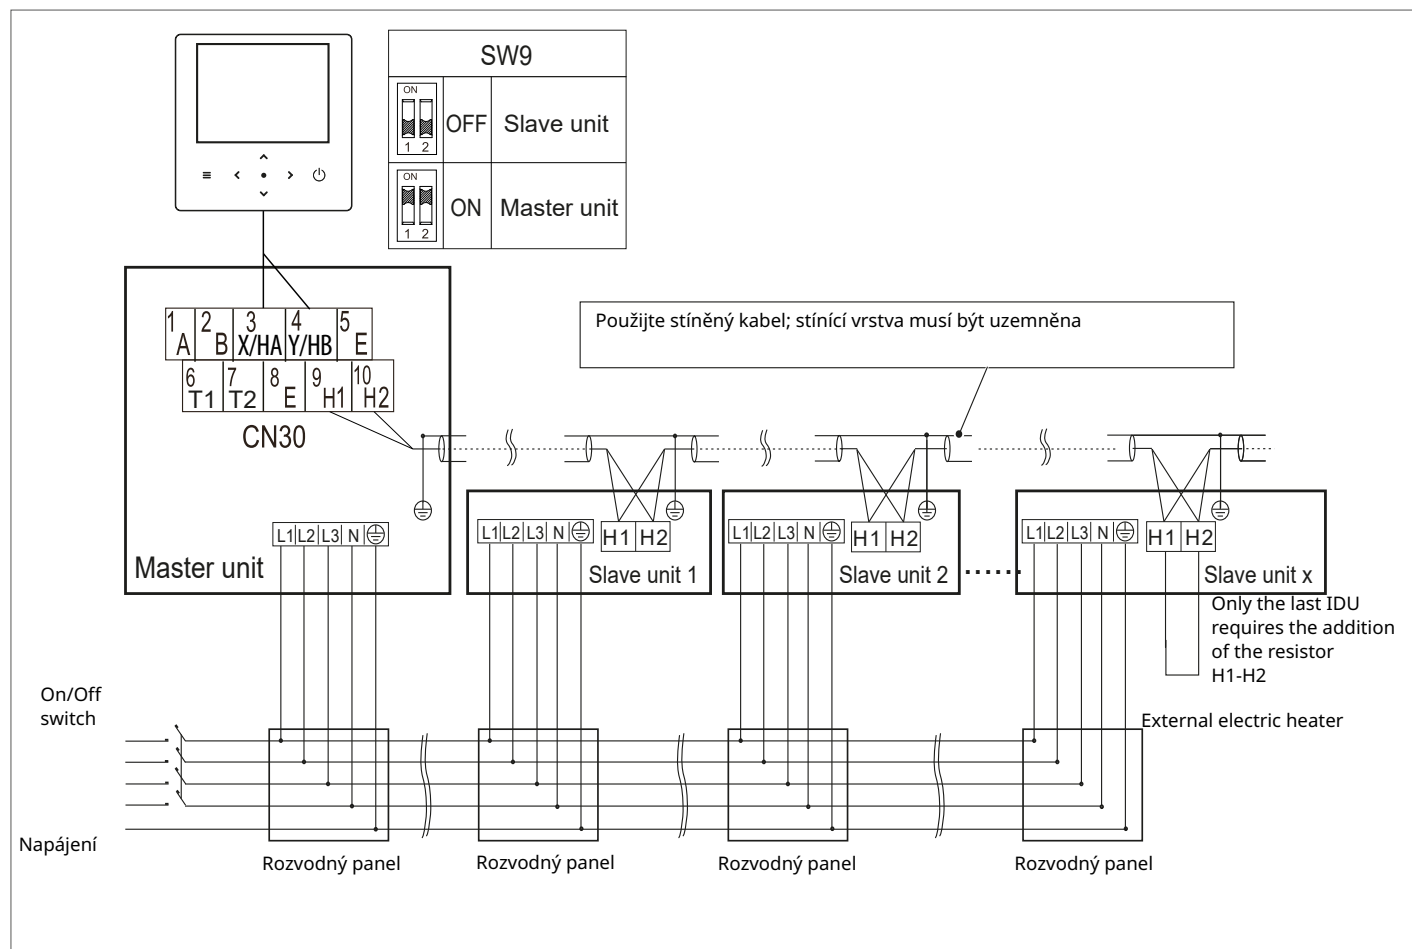 SW9
ON
1 2
OFF
Slave unit
ON
1 2
ON
Master unit
1 A
2 B
3 X/HA
4 Y/HB
5 E
6 T1
7 T2
8 E
9 H1
10 H2
CN30
Použijte stíněný kabel; stínící vrstva musí být uzemněna
L1 L2 L3 N
Master unit
L1 L2 L3 N
H1 H2
Slave unit 1
L1 L2 L3 N
H1 H2
Slave unit 2
......
L1 L2 L3 N
H1 H2
Slave unit x
Only the last IDU
requires the addition
of the resistor
H1-H2
On/Off
switch
External electric heater
Napájení
Rozvodný panel
Rozvodný panel
Rozvodný panel
Rozvodný panel